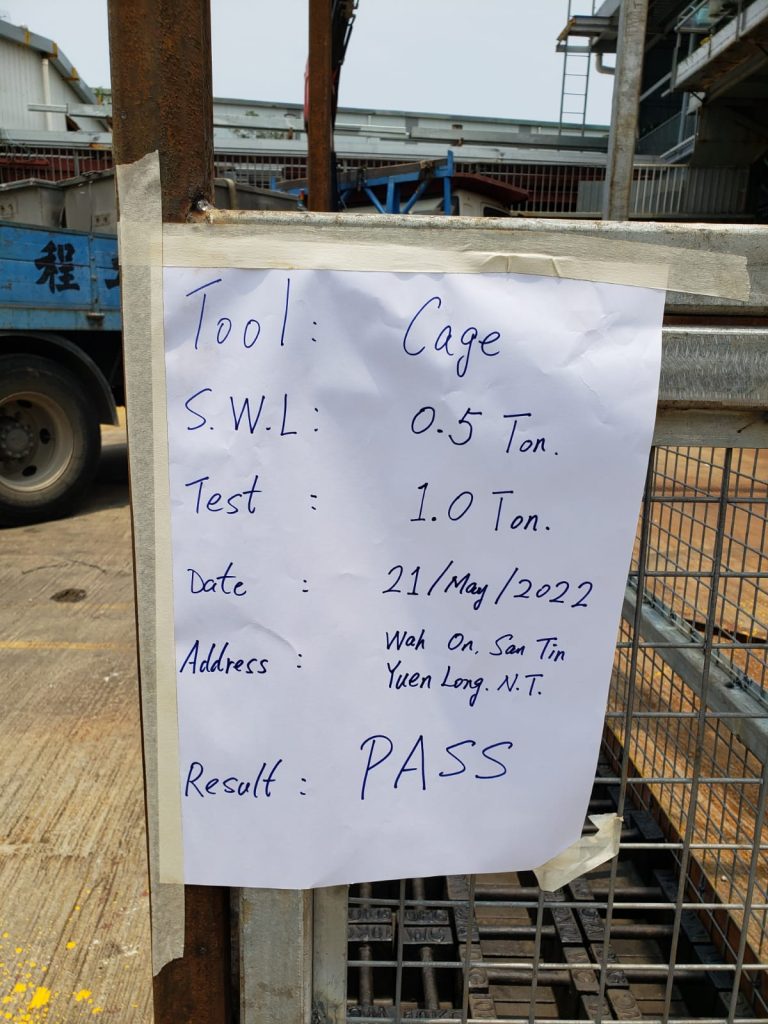 程
Tool : Cage
S.W.L : 0.5 Ton.
Test : 1.0 Ton.
Date : 21/May/2022
Address : Wah On, San Tin
Yuen Long. N.T.
Result : PASS